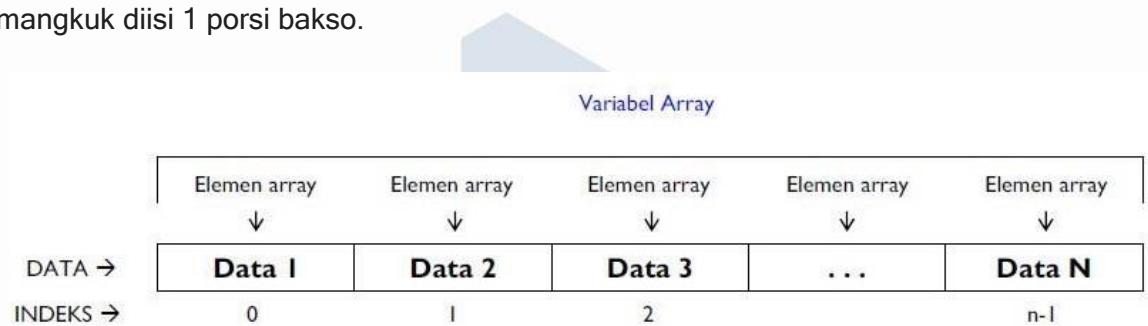 mangkuk diisi 1 porsi bakso.
Variabel Array
Elemen array Elemen array Elemen array Elemen array Elemen array
↓ ↓ ↓ ↓ ↓
DATA → Data 1 Data 2 Data 3 ... Data N
INDEKS → 0 1 2 n-1